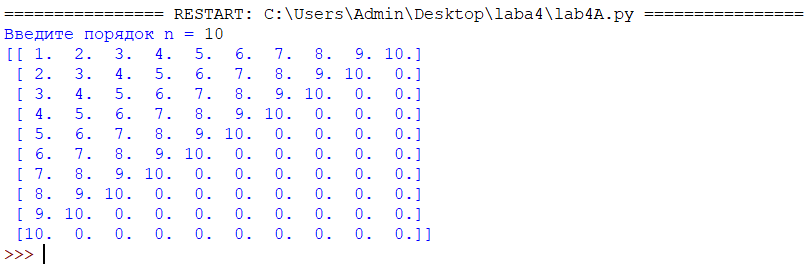 ================ RESTART: C:\Users\Admin\Desktop\laba4\lab4A.py ================
Введите порядок n = 10
[[ 1.  2.  3.  4.  5.  6.  7.  8.  9. 10.]
 [ 2.  3.  4.  5.  6.  7.  8.  9. 10.  0.]
 [ 3.  4.  5.  6.  7.  8.  9. 10.  0.  0.]
 [ 4.  5.  6.  7.  8.  9. 10.  0.  0.  0.]
 [ 5.  6.  7.  8.  9. 10.  0.  0.  0.  0.]
 [ 6.  7.  8.  9. 10.  0.  0.  0.  0.  0.]
 [ 7.  8.  9. 10.  0.  0.  0.  0.  0.  0.]
 [ 8.  9. 10.  0.  0.  0.  0.  0.  0.  0.]
 [ 9. 10.  0.  0.  0.  0.  0.  0.  0.  0.]
 [10.  0.  0.  0.  0.  0.  0.  0.  0.  0.]]
>>>